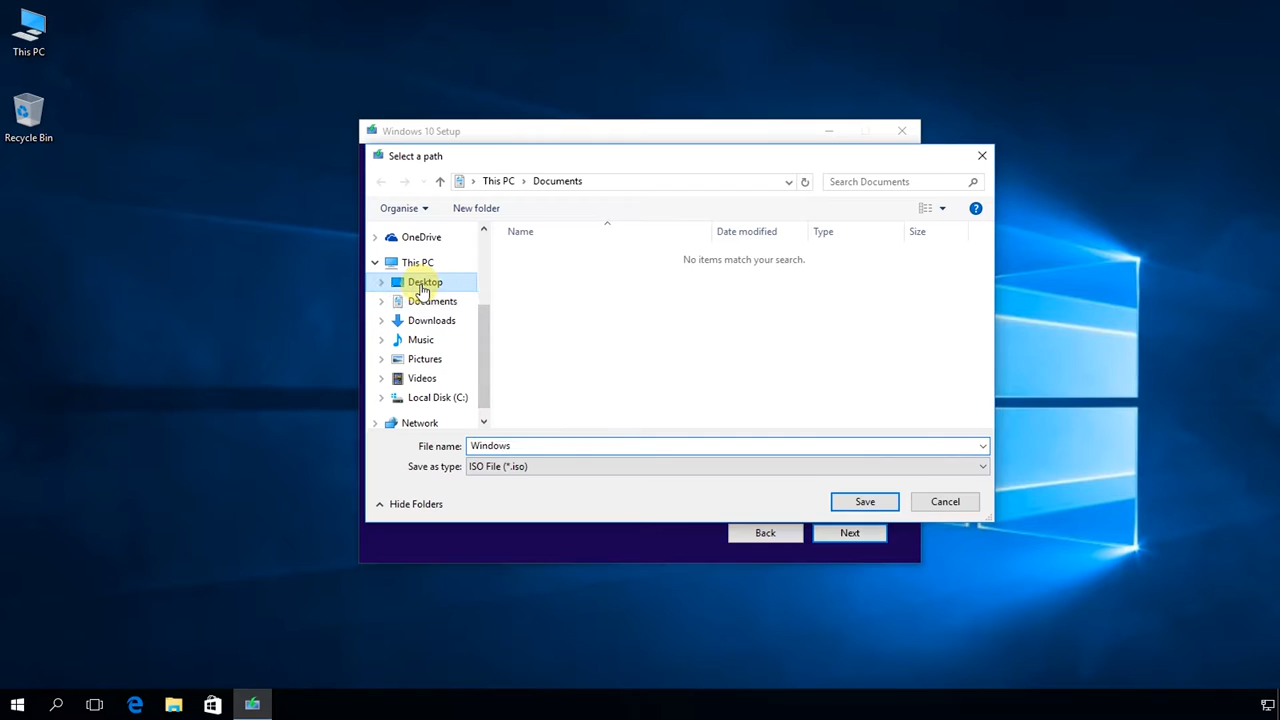 This PC
Recycle Bin
Windows 10 Setup
Select a path
This PC > Documents
Search Documents
Organise
New folder
?
Name
Date modified
Type
Size
No items match your search.
OneDrive
This PC
Desktop
Documents
Downloads
Music
Pictures
Videos
Local Disk (C:)
Network
File name: Windows
Save as type: ISO File (*.iso)
Hide Folders
Save
Cancel
Back
Next